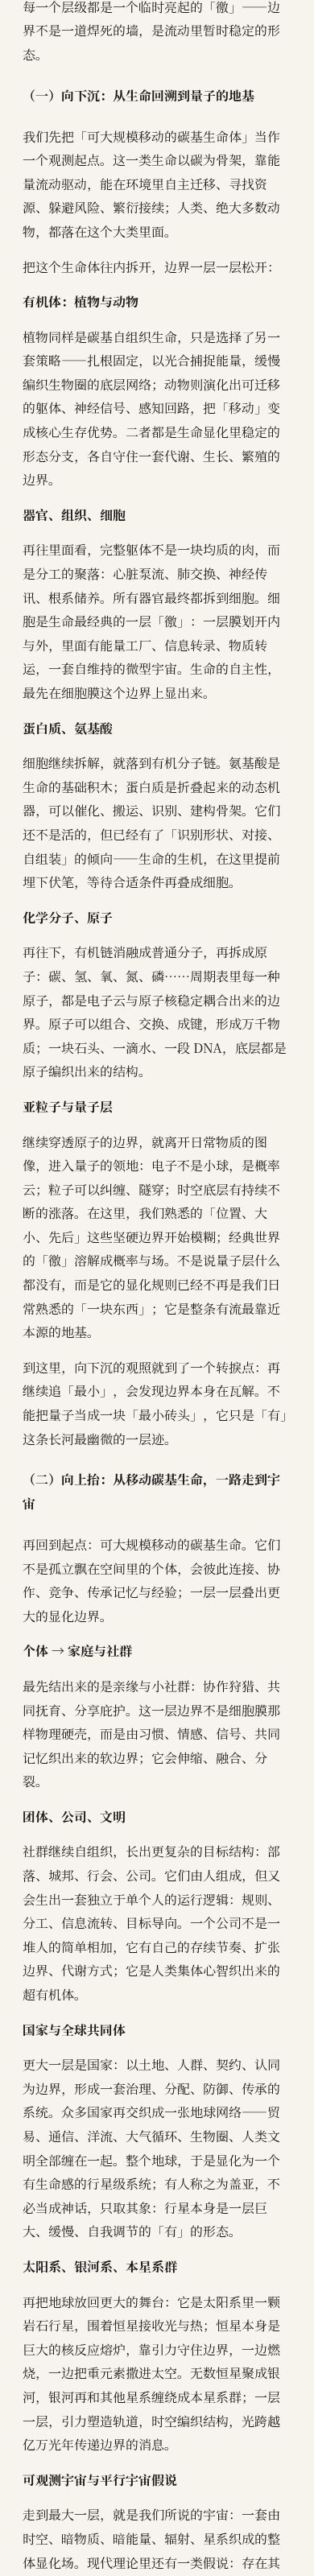 每一个层级都是一个临时亮起的「徼」——边
界不是一道焊死的墙，是流动里暂时稳定的形
态。
（一）向下沉：从生命回溯到量子的地基
我们先把「可大规模移动的碳基生命体」当作
一个观测起点。这一类生命以碳为骨架，靠能
量流动驱动，能在环境里自主迁移、寻找资
源、躲避风险、繁衍接续；人类、绝大多数动
物，都落在这个大类里面。
把这个生命体往内拆开，边界一层一层松开：
有机体：植物与动物
植物同样是碳基自组织生命，只是选择了另一
套策略——扎根固定，以光合捕捉能量，缓慢
编织生物圈的底层网络；动物则演化出可迁移
的躯体、神经信号、感知回路，把「移动」变
成核心生存优势。二者都是生命显化里稳定的
形态分支，各自守住一套代谢、生长、繁殖的
边界。
器官、组织、细胞
再往里面看，完整躯体不是一块均质的肉，而
是分工的聚落：心脏泵流、肺交换、神经传
讯、根系储养。所有器官最终都拆到细胞。细
胞是生命最经典的一层「徼」：一层膜划开内
与外，里面有能量工厂、信息转录、物质转
运，一套自维持的微型宇宙。生命的自主性，
最先在细胞膜这个边界上显出来。
蛋白质、氨基酸
细胞继续拆解，就落到有机分子链。氨基酸是
生命的基础积木；蛋白质是折叠起来的动态机
器，可以催化、搬运、识别、建构骨架。它们
还不是活的，但已经有了「识别形状、对接、
自组装」的倾向——生命的生机，在这里提前
埋下伏笔，等待合适条件再叠成细胞。
化学分子、原子
再往下，有机链消融成普通分子，再拆成原
子：碳、氢、氧、氮、磷……周期表里每一种
原子，都是电子云与原子核稳定耦合出来的边
界。原子可以组合、交换、成键，形成万千物
质；一块石头、一滴水、一段 DNA，底层都是
原子编织出来的结构。
亚粒子与量子层
继续穿透原子的边界，就离开日常物质的图
像，进入量子的领地：电子不是小球，是概率
云；粒子可以纠缠、隧穿；时空底层有持续不
断的涨落。在这里，我们熟悉的「位置、大
小、先后」这些坚硬边界开始模糊；经典世界
的「徼」溶解成概率与场。不是说量子层什么
都没有，而是它的显化规则已经不再是我们日
常熟悉的「一块东西」；它是整条有流最靠近
本源的地基。
到这里，向下沉的观照就到了一个转捩点：再
继续追「最小」，会发现边界本身在瓦解。不
能把量子当成一块「最小砖头」，它只是「有」
这条长河最幽微的一层迹。
（二）向上抬：从移动碳基生命，一路走到宇
宙
再回到起点：可大规模移动的碳基生命。它们
不是孤立飘在空间里的个体，会彼此连接、协
作、竞争、传承记忆与经验；一层一层叠出更
大的显化边界。
个体 → 家庭与社群
最先结出来的是亲缘与小社群：协作狩猎、共
同抚育、分享庇护。这一层边界不是细胞膜那
样物理硬壳，而是由习惯、情感、信号、共同
记忆织出来的软边界；它会伸缩、融合、分
裂。
团体、公司、文明
社群继续自组织，长出更复杂的目标结构：部
落、城邦、行会、公司。它们由人组成，但又
会生出一套独立于单个人的运行逻辑：规则、
分工、信息流转、目标导向。一个公司不是一
堆人的简单相加，它有自己的存续节奏、扩张
边界、代谢方式；它是人类集体心智织出来的
超有机体。
国家与全球共同体
更大一层是国家：以土地、人群、契约、认同
为边界，形成一套治理、分配、防御、传承的
系统。众多国家再交织成一张地球网络——贸
易、通信、洋流、大气循环、生物圈、人类文
明全部缠在一起。整个地球，于是显化为一个
有生命感的行星级系统；有人称之为盖亚，不
必当成神话，只取其象：行星本身是一层巨
大、缓慢、自我调节的「有」的形态。
太阳系、银河系、本星系群
再把地球放回更大的舞台：它是太阳系里一颗
岩石行星，围着恒星接收光与热；恒星本身是
巨大的核反应熔炉，靠引力守住边界，一边燃
烧，一边把重元素撒进太空。无数恒星聚成银
河，银河再和其他星系缠绕成本星系群；一层
一层，引力塑造轨道，时空编织结构，光跨越
亿万光年传递边界的消息。
可观测宇宙与平行宇宙假说
走到最大一层，就是我们所说的宇宙：一套由
时空、暗物质、暗能量、辐射、星系织成的整
体显化场。现代理论里还有一类假说：存在其